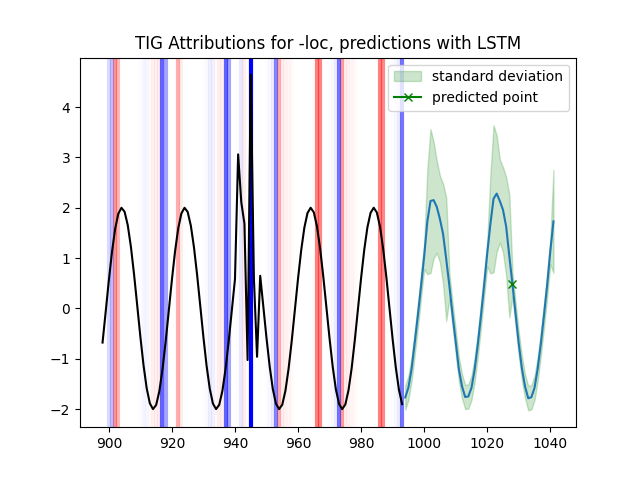 TIG Attributions for -loc, predictions with LSTM
standard deviation
predicted point
4
3
2
1
0
−1
−2
900 920 940 960 980 1000 1020 1040